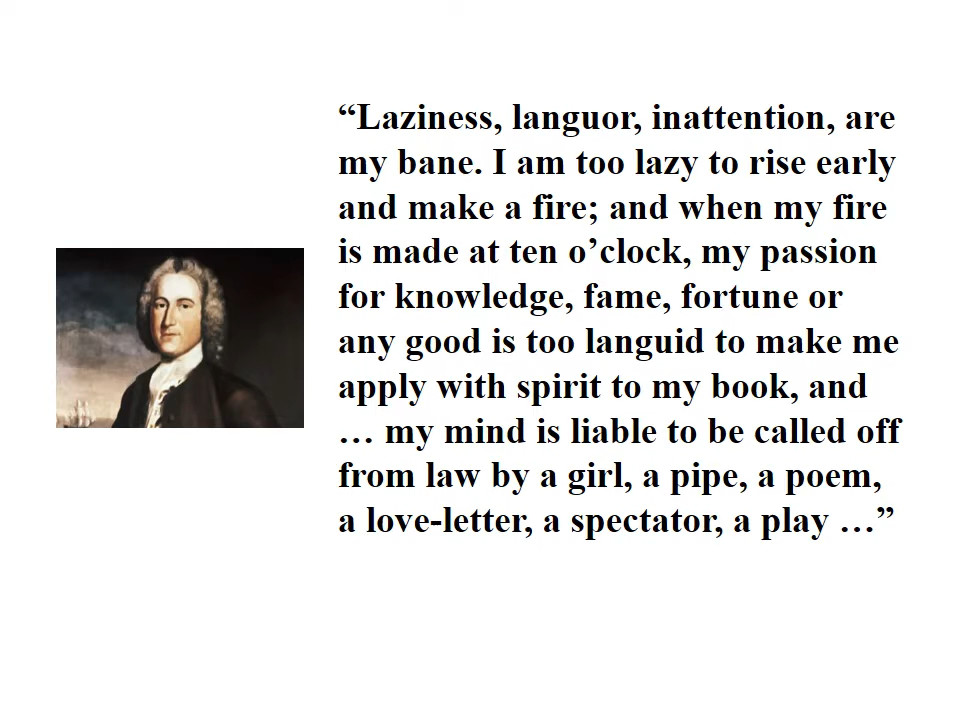 “Laziness, languor, inattention, are
my bane. I am too lazy to rise early
and make a fire; and when my fire
is made at ten o’clock, my passion
for knowledge, fame, fortune or
any good is too languid to make me
apply with spirit to my book, and
… my mind is liable to be called off
from law by a girl, a pipe, a poem,
a love-letter, a spectator, a play …”